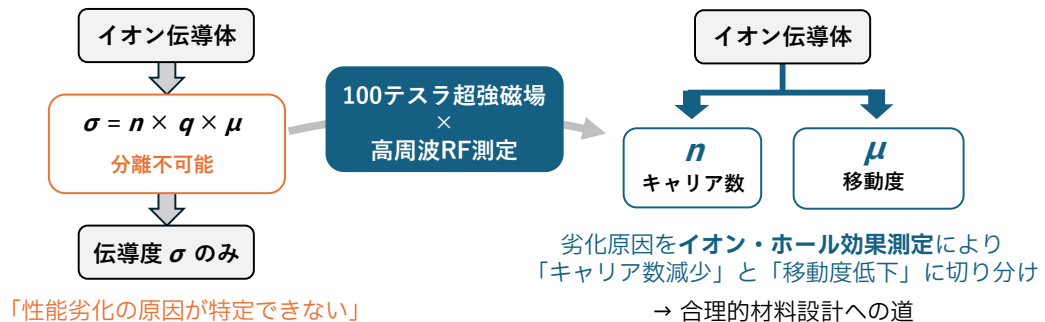 イオン伝導体
σ = n × q × μ
分離不可能
伝導度 σ のみ
「性能劣化の原因が特定できない」
100テスラ超強磁場
×
高周波RF測定
イオン伝導体
n
キャリア数
μ
移動度
劣化原因をイオン・ホール効果測定により
「キャリア数減少」と「移動度低下」に切り分け
→ 合理的材料設計への道